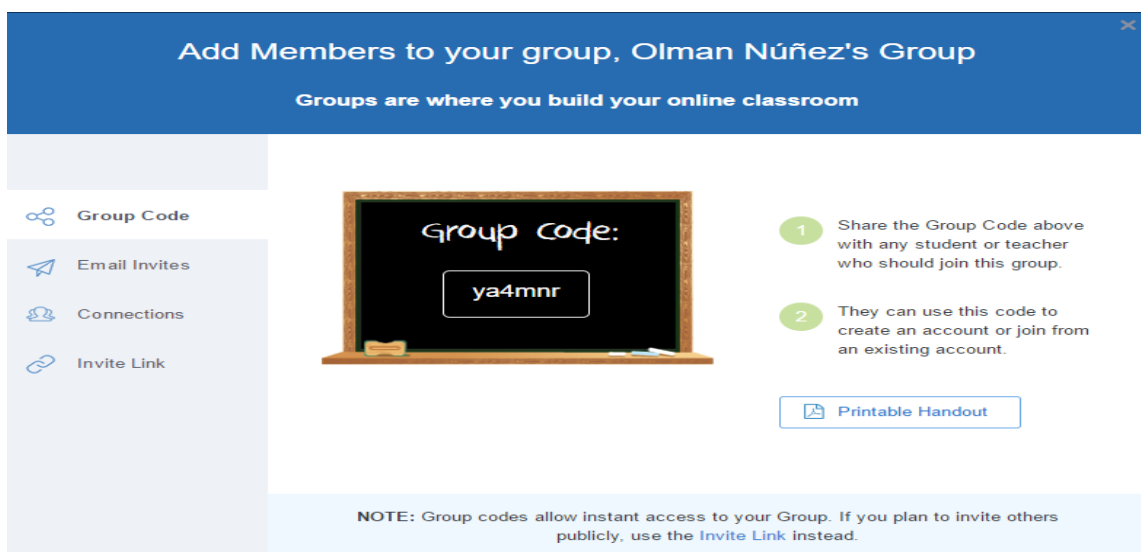 Add Members to your group, Olman Núñez's Group
Groups are where you build your online classroom
Group Code
Email Invites
Connections
Invite Link
Group Code:
ya4mnr
1
Share the Group Code above
with any student or teacher
who should join this group.
2
They can use this code to
create an account or join from
an existing account.
Printable Handout
NOTE: Group codes allow instant access to your Group. If you plan to invite others
publicly, use the Invite Link instead.